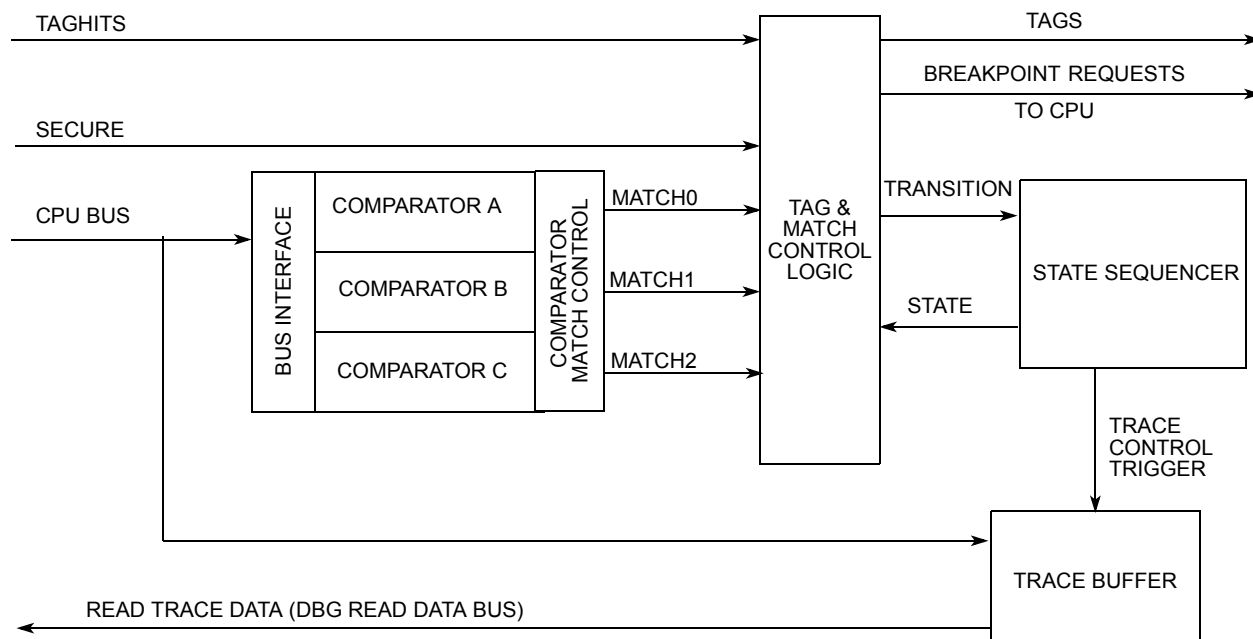 TAGHITS
TAGS
BREAKPOINT REQUESTS
TO CPU
SECURE
CPU BUS
BUS INTERFACE
COMPARATOR A
COMPARATOR B
COMPARATOR C
COMPARATOR
MATCH CONTROL
MATCH0
MATCH1
MATCH2
TAG &
MATCH
CONTROL
LOGIC
TRANSITION
STATE
STATE SEQUENCER
TRACE
CONTROL
TRIGGER
TRACE BUFFER
READ TRACE DATA (DBG READ DATA BUS)